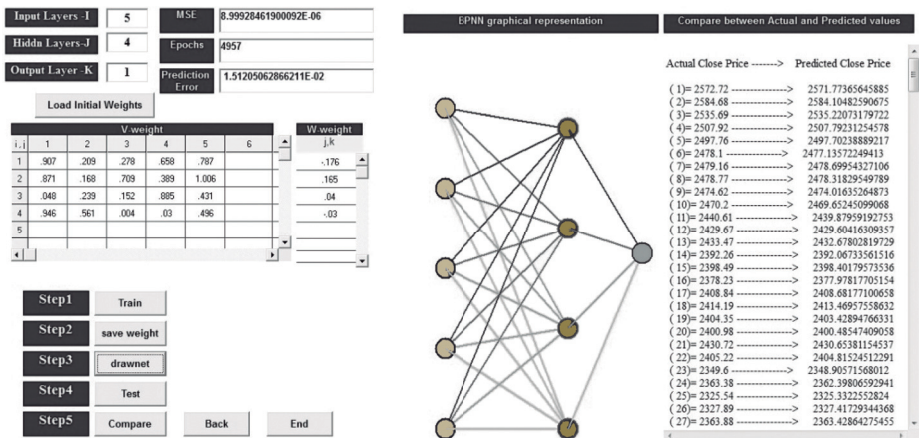 Input Layers -I 5
Hiddn Layers-J 4
Output Layer -K 1
MSE 8.99928461900092E-06
Epochs 4957
Prediction Error 1.51205062866211E-02
Load Initial Weights
V-weight
i,j 1 2 3 4 5 6
1 .907 .209 .278 .658 .787
2 .871 .168 .709 .389 1.006
3 .048 .239 .152 .885 .431
4 .946 .561 .004 .03 .496
5
W-weight
j,k
-.176
.165
.04
-.03
Step1 Train
Step2 save weight
Step3 drawnet
Step4 Test
Step5 Compare Back End
BPNN graphical representation
Compare between Actual and Predicted values
Actual Close Price -------> Predicted Close Price
( 1)= 2572.72 ---------------> 2571.77365645885
( 2)= 2584.68 ---------------> 2584.10482590675
( 3)= 2535.69 ---------------> 2535.22073179722
( 4)= 2507.92 ---------------> 2507.79231254578
( 5)= 2497.76 ---------------> 2497.70238889217
( 6)= 2478.1 ---------------> 2477.13572249413
( 7)= 2479.16 ---------------> 2478.69954327106
( 8)= 2478.77 ---------------> 2478.31829549789
( 9)= 2474.62 ---------------> 2474.01635264873
( 10)= 2470.2 ---------------> 2469.65245099068
( 11)= 2440.61 ---------------> 2439.87959192753
( 12)= 2429.67 ---------------> 2429.60416309357
( 13)= 2433.47 ---------------> 2432.67802819729
( 14)= 2392.26 ---------------> 2392.06733561516
( 15)= 2398.49 ---------------> 2398.40179573536
( 16)= 2378.23 ---------------> 2377.97817705154
( 17)= 2408.84 ---------------> 2408.68177100658
( 18)= 2414.19 ---------------> 2413.46957558632
( 19)= 2404.35 ---------------> 2403.42894766331
( 20)= 2400.98 ---------------> 2400.48547409058
( 21)= 2430.72 ---------------> 2430.65381154537
( 22)= 2405.22 ---------------> 2404.81524512291
( 23)= 2349.6 ---------------> 2348.90571568012
( 24)= 2363.38 ---------------> 2362.39806592941
( 25)= 2325.54 ---------------> 2325.3322552824
( 26)= 2327.89 ---------------> 2327.41729344368
( 27)= 2363.88 ---------------> 2363.42864275455